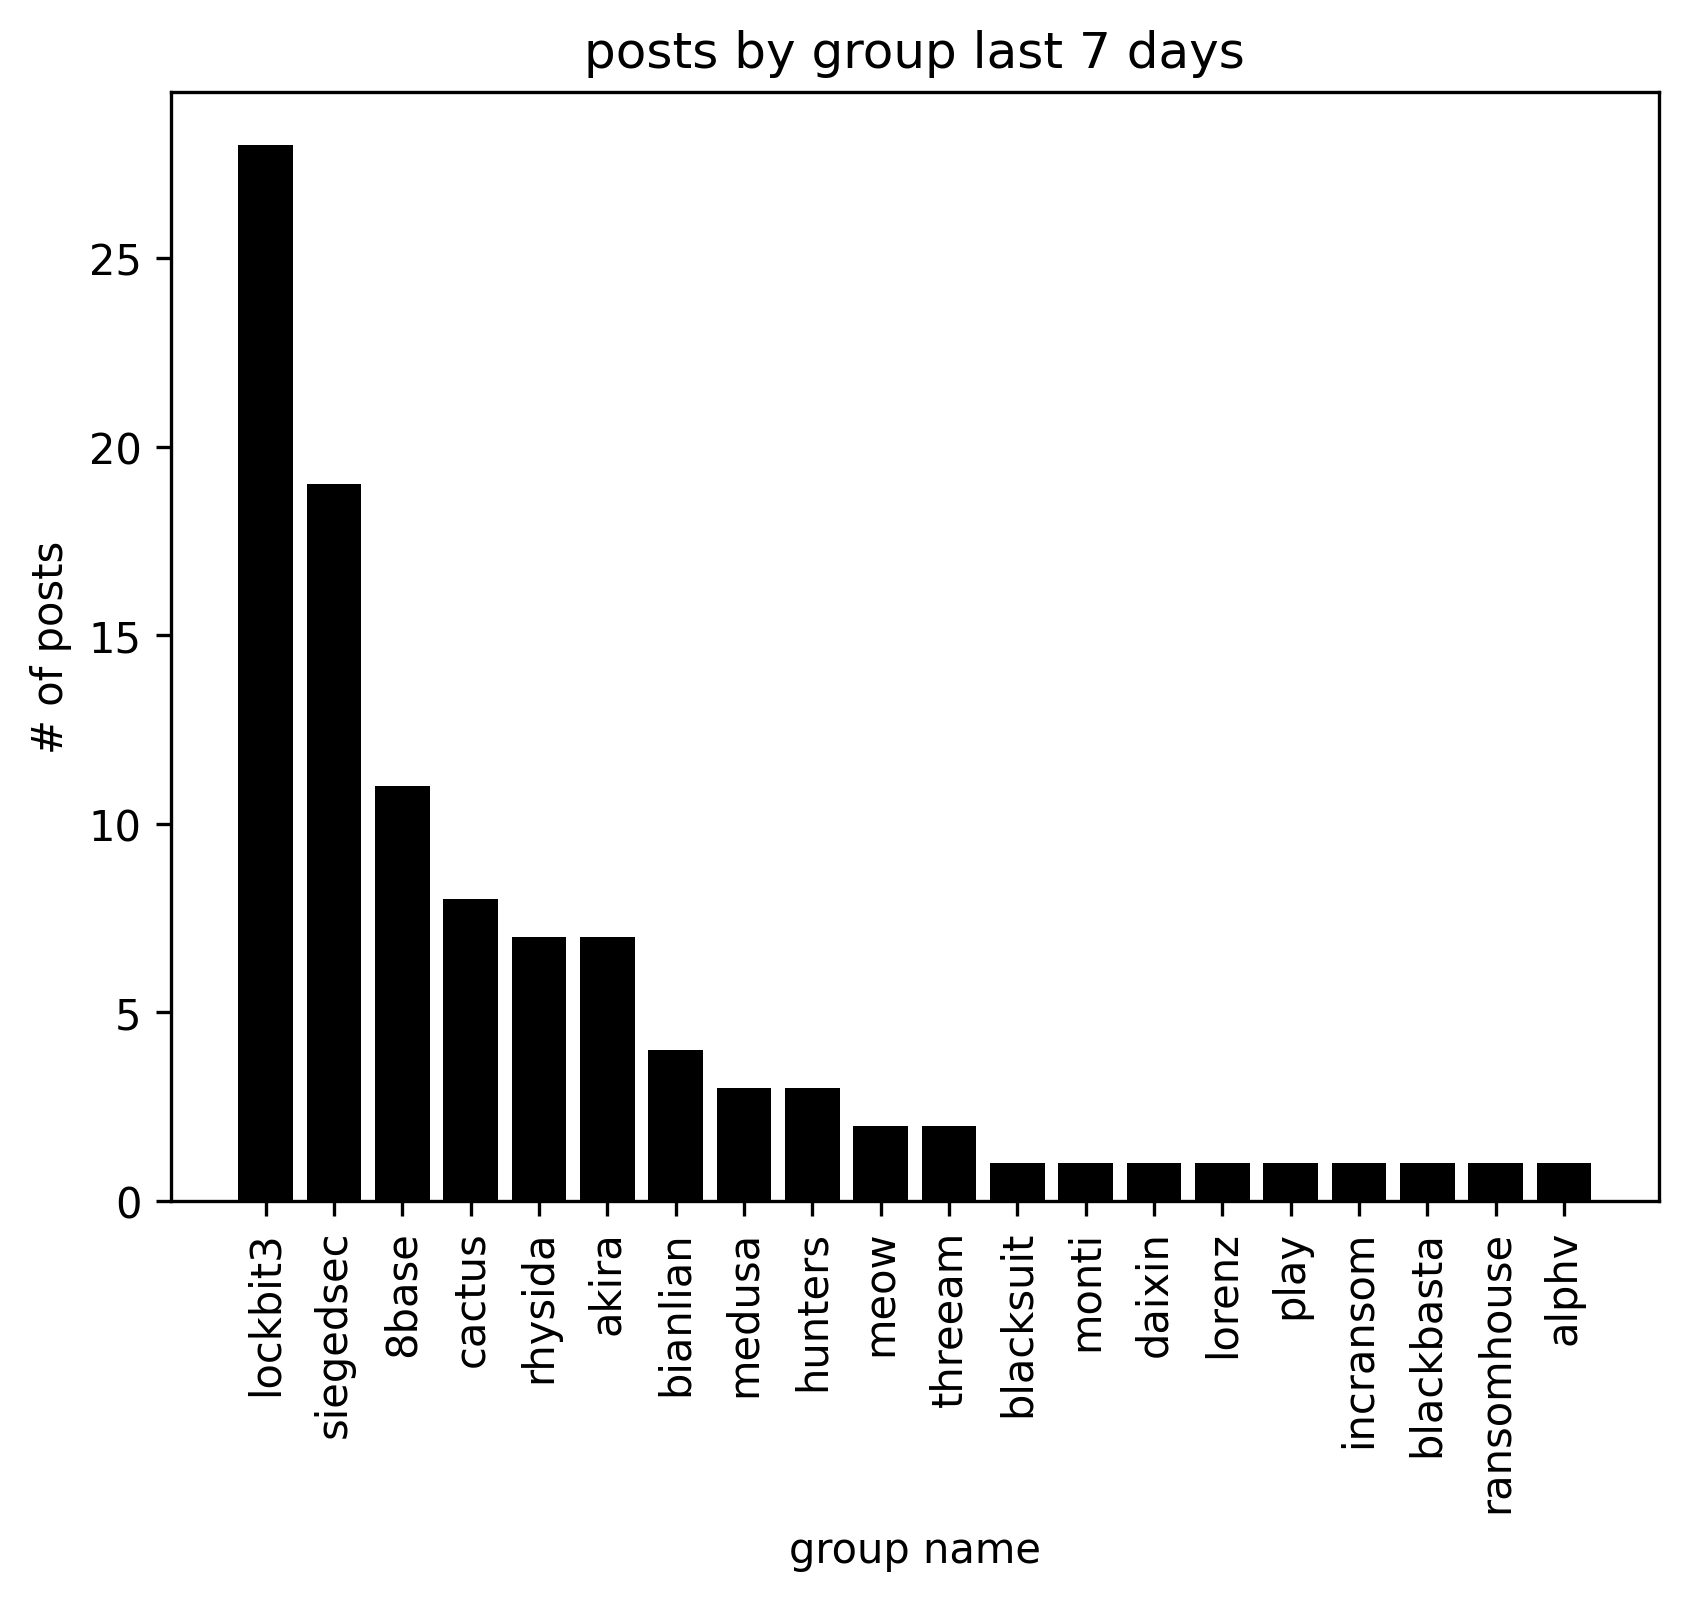 posts by group last 7 days
# of posts
25
20
15
10
5
0
lockbit3
siegedsec
8base
cactus
rhysida
akira
bianlian
medusa
hunters
meow
threeam
blacksuit
monti
daixin
lorenz
play
incransom
blackbasta
ransomhouse
alphv
group name